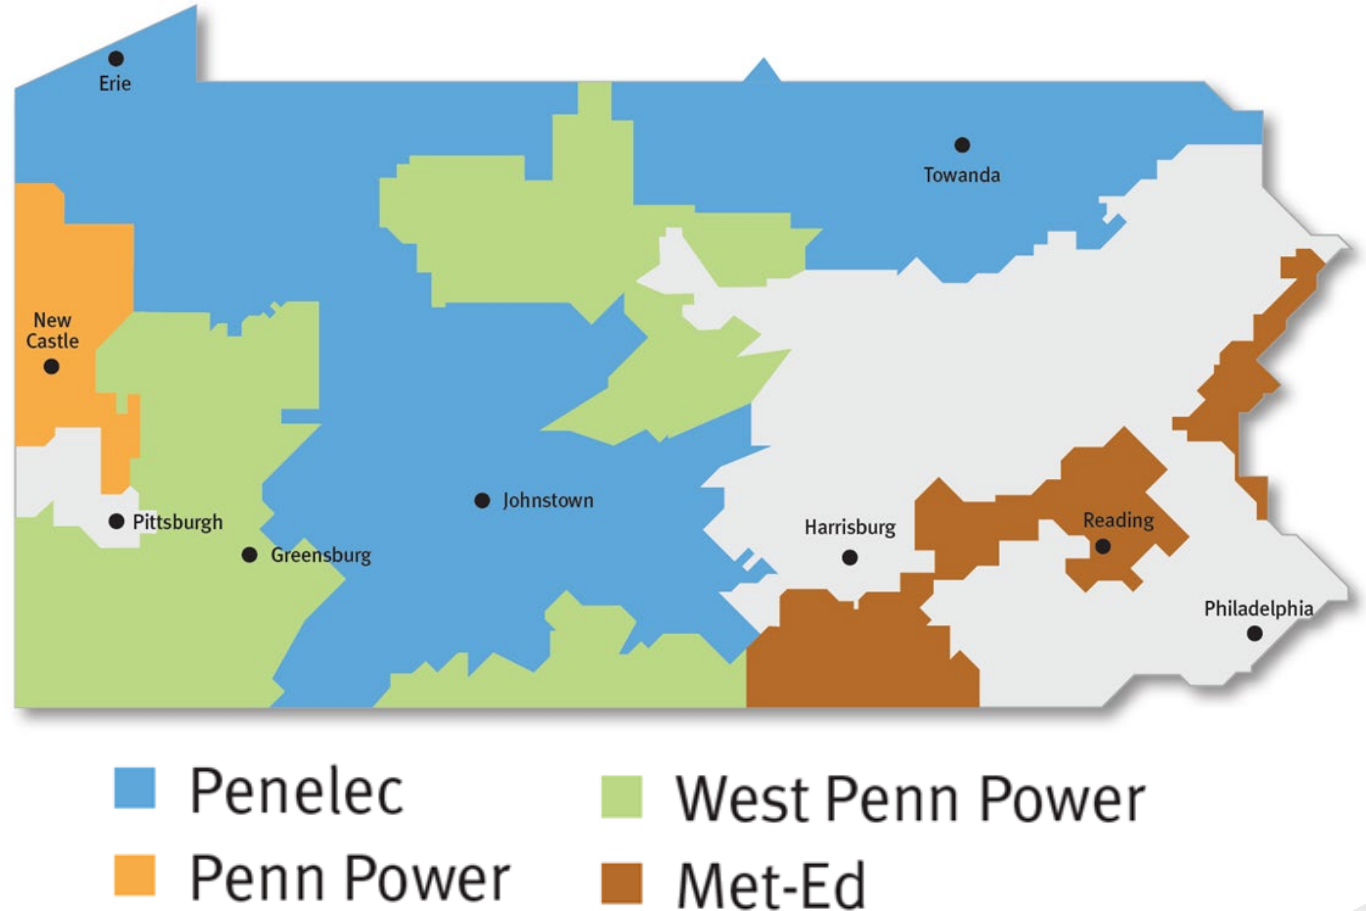 Erie
Towanda
New
Castle
Johnstown
Pittsburgh
Greensburg
Harrisburg
Reading
Philadelphia
Penelec
West Penn Power
Penn Power
Met-Ed